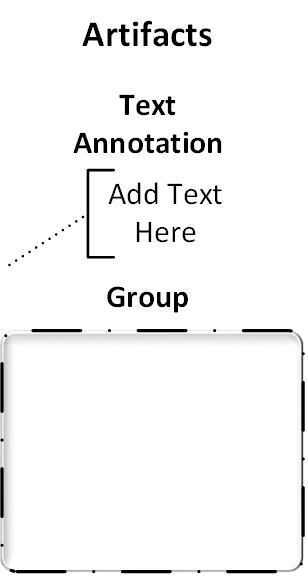 Artifacts
Text
Annotation
Add Text
Here
Group